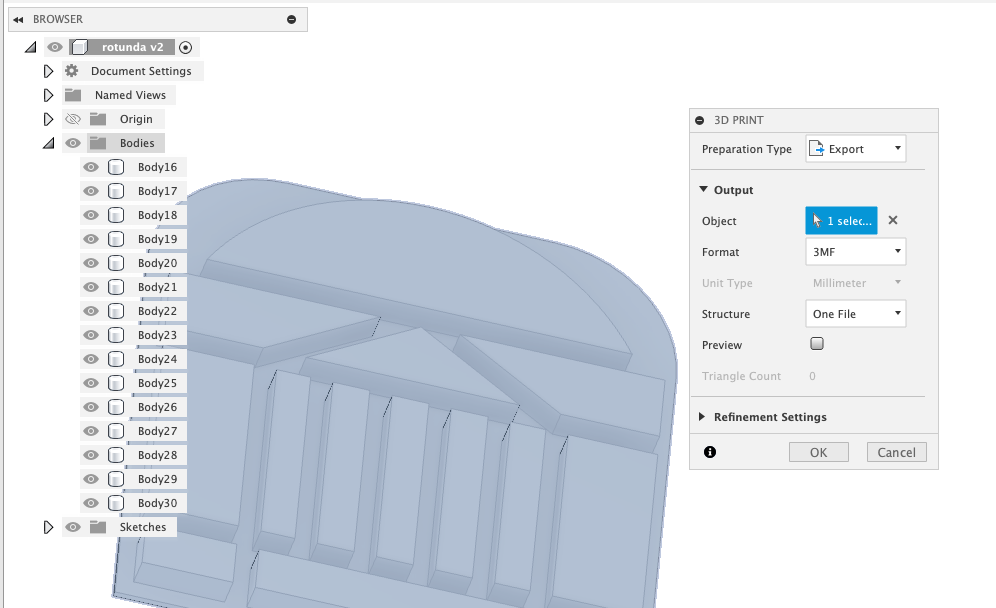 BROWSER
rotunda v2
Document Settings
Named Views
Origin
Bodies
Body16
Body17
Body18
Body19
Body20
Body21
Body22
Body23
Body24
Body25
Body26
Body27
Body28
Body29
Body30
Sketches
3D PRINT
Preparation Type Export
Output
Object 1 selec...
Format 3MF
Unit Type Millimeter
Structure One File
Preview
Triangle Count 0
Refinement Settings
OK Cancel